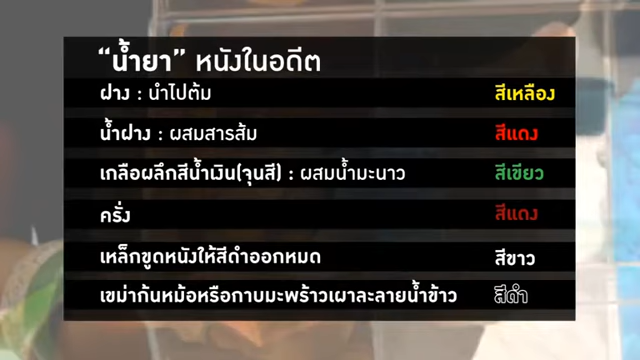 “น้ำยา” หนังในอดีต
ฝาง : นำไปต้ม สีเหลือง
น้ำฝาง : ผสมสารส้ม สีแดง
เกลือผลึกสีน้ำเงิน(จุนสี) : ผสมน้ำมะนาว สีเขียว
ครั่ง สีแดง
เหล็กขูดหนังให้สีดำออกหมด สีขาว
เขม่าก้นหม้อหรือกาบมะพร้าวเผาละลายน้ำข้าว สีดำ